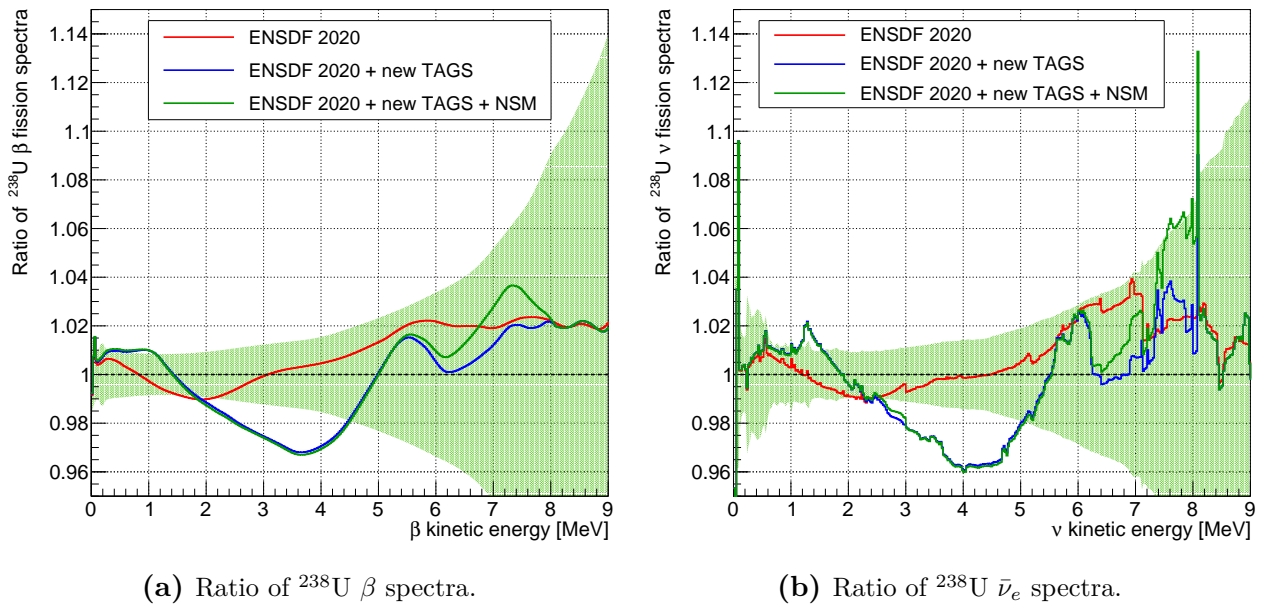 1.14
1.12
1.1
1.08
1.06
1.04
1.02
1
0.98
0.96
Ratio of ²³⁸U β fission spectra
ENSDF 2020
ENSDF 2020 + new TAGS
ENSDF 2020 + new TAGS + NSM
0 1 2 3 4 5 6 7 8 9
β kinetic energy [MeV]
(a) Ratio of ²³⁸U β spectra.
1.14
1.12
1.1
1.08
1.06
1.04
1.02
1
0.98
0.96
Ratio of ²³⁸U ν fission spectra
ENSDF 2020
ENSDF 2020 + new TAGS
ENSDF 2020 + new TAGS + NSM
0 1 2 3 4 5 6 7 8 9
ν kinetic energy [MeV]
(b) Ratio of ²³⁸U ν̄ₑ spectra.